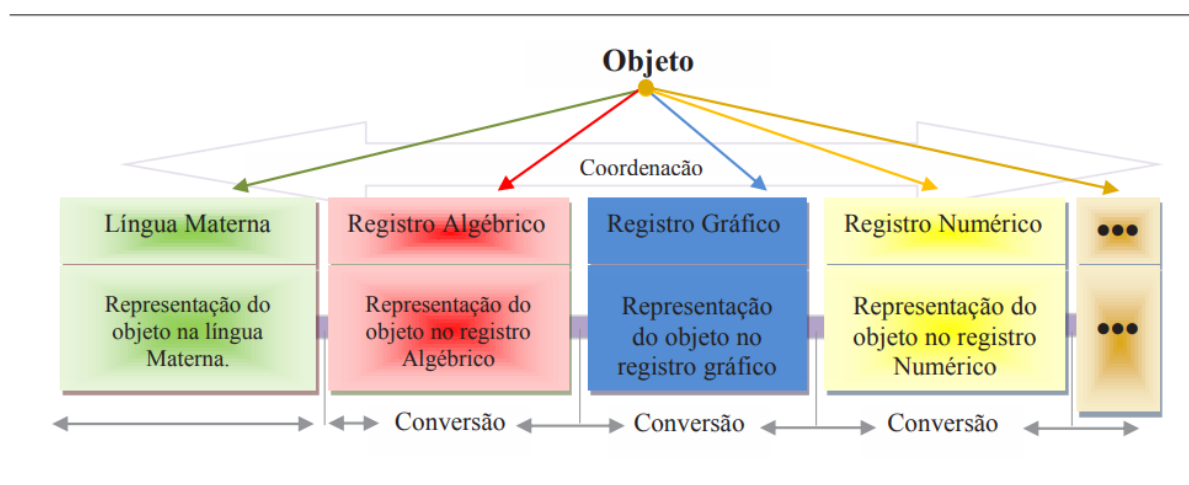 Objeto
Coordenacão
Língua Materna
Registro Algébrico
Registro Gráfico
Registro Numérico
●●●
Representação do
objeto na língua
Materna.
Representação do
objeto no registro
Algébrico
Representação
do objeto no
registro gráfico
Representação do
objeto no registro
Numérico
●●●
Conversão
Conversão
Conversão